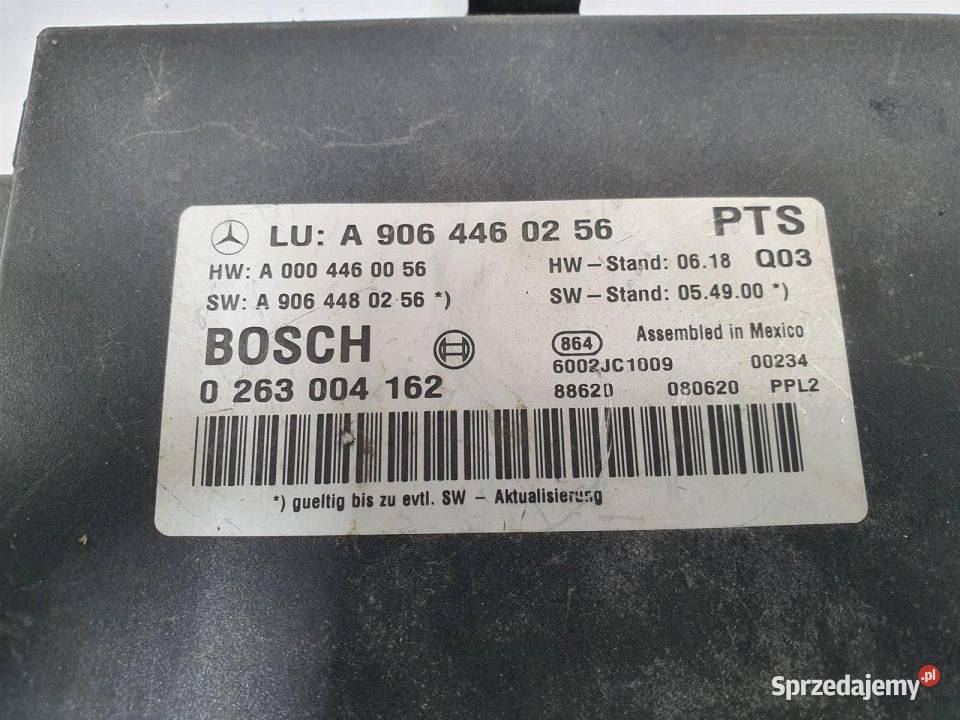 LU: A 906 446 02 56 PTS
HW: A 000 446 00 56 HW – Stand: 06.18 Q03
SW: A 906 448 02 56 *) SW – Stand: 05.49.00 *)
BOSCH 864 Assembled in Mexico
6002JC1009 00234
0 263 004 162 88620 080620 PPL2
*) gueltig bis zu evtl. SW – Aktualisierung
Sprzedajemy.pl